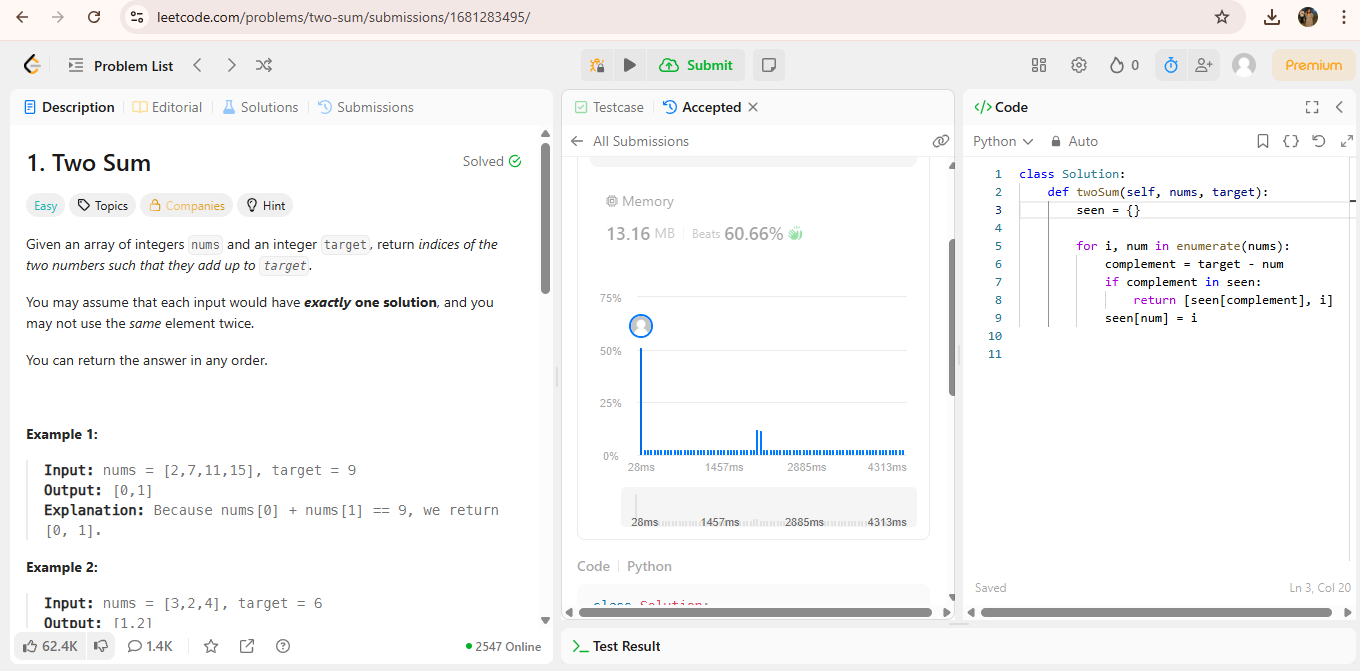 leetcode.com/problems/two-sum/submissions/1681283495/
Problem List
Submit
0
Premium
Description
Editorial
Solutions
Submissions
1. Two Sum
Solved
Easy
Topics
Companies
Hint
Given an array of integers nums and an integer target, return indices of the
two numbers such that they add up to target.
You may assume that each input would have exactly one solution, and you
may not use the same element twice.
You can return the answer in any order.
Example 1:
Input: nums = [2,7,11,15], target = 9
Output: [0,1]
Explanation: Because nums[0] + nums[1] == 9, we return
[0, 1].
Example 2:
Input: nums = [3,2,4], target = 6
Output: [1,2]
62.4K
1.4K
2547 Online
Testcase
Accepted
All Submissions
Memory
13.16 MB
Beats 60.66%
75%
50%
25%
0%
28ms 1457ms 2885ms 4313ms
28ms 1457ms 2885ms 4313ms
Code
Python
class Solution:
Test Result
</> Code
Python
Auto
1 class Solution:
2 def twoSum(self, nums, target):
3 seen = {}
4
5 for i, num in enumerate(nums):
6 complement = target - num
7 if complement in seen:
8 return [seen[complement], i]
9 seen[num] = i
10
11
Saved
Ln 3, Col 20